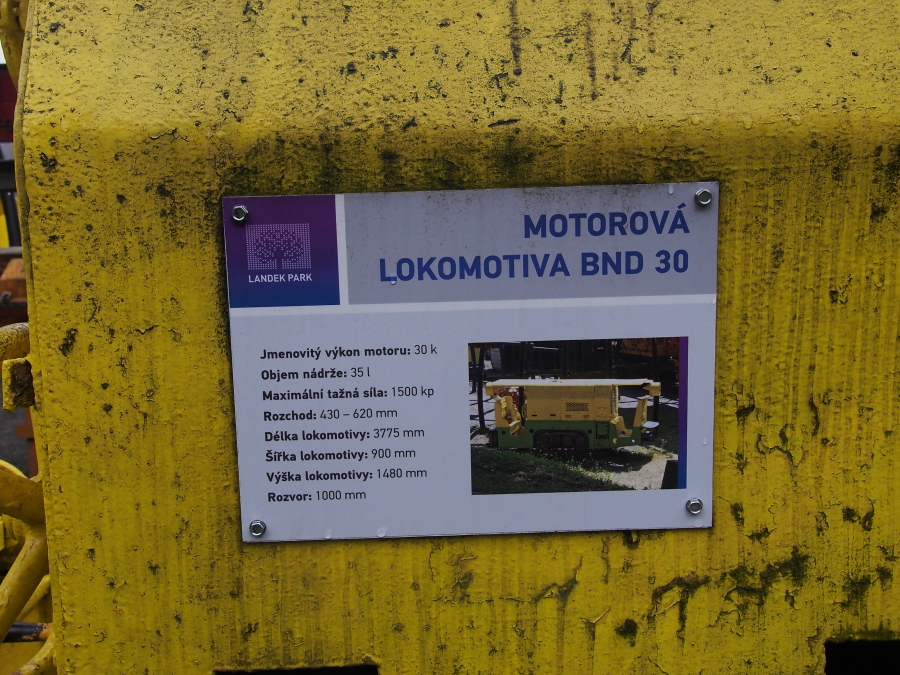 LANDEK PARK
MOTOROVÁ
LOKOMOTIVA BND 30
Jmenovitý výkon motoru: 30 k
Objem nádrže: 35 l
Maximální tažná síla: 1500 kp
Rozchod: 430 – 620 mm
Délka lokomotivy: 3775 mm
Šířka lokomotivy: 900 mm
Výška lokomotivy: 1480 mm
Rozvor: 1000 mm